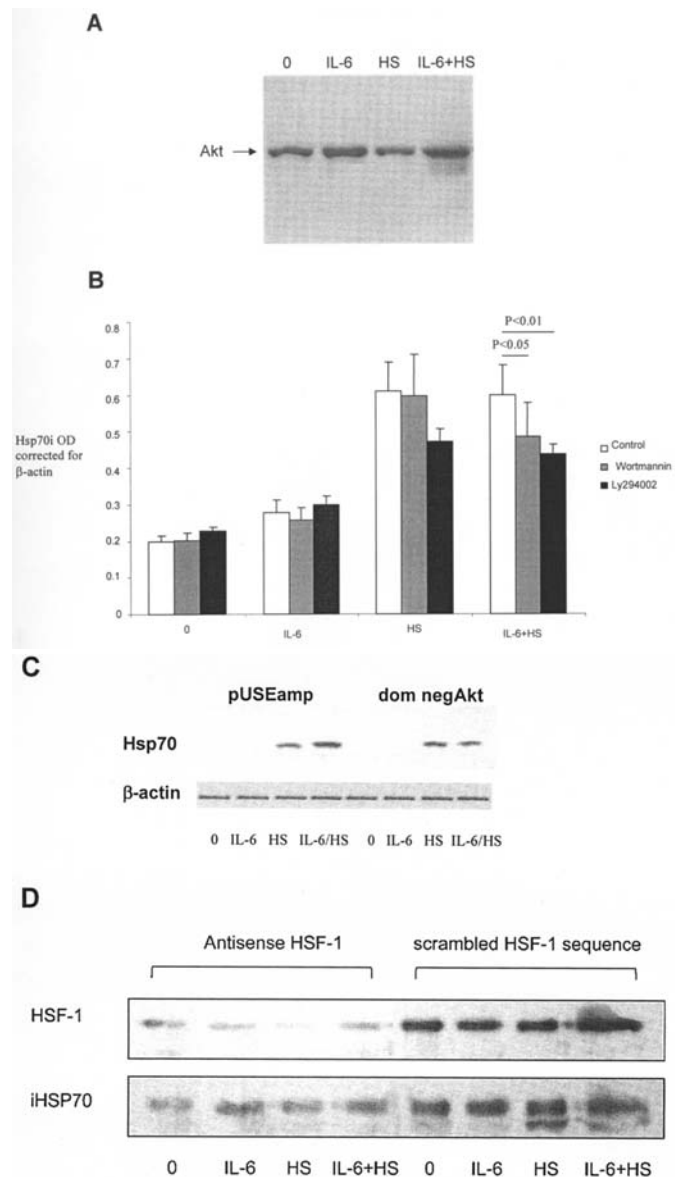 A
0 IL-6 HS IL-6+HS
Akt
B
0.8
0.7
0.6
0.5
0.4
0.3
0.2
0.1
0
P<0.01
P<0.05
Hsp70i OD
corrected for
β-actin
Control
Wortmannin
Ly294002
0 IL-6 HS IL-6+HS
C
pUSEamp dom negAkt
Hsp70
β-actin
0 IL-6 HS IL-6/HS 0 IL-6 HS IL-6/HS
D
Antisense HSF-1 scrambled HSF-1 sequence
HSF-1
iHSP70
0 IL-6 HS IL-6+HS 0 IL-6 HS IL-6+HS